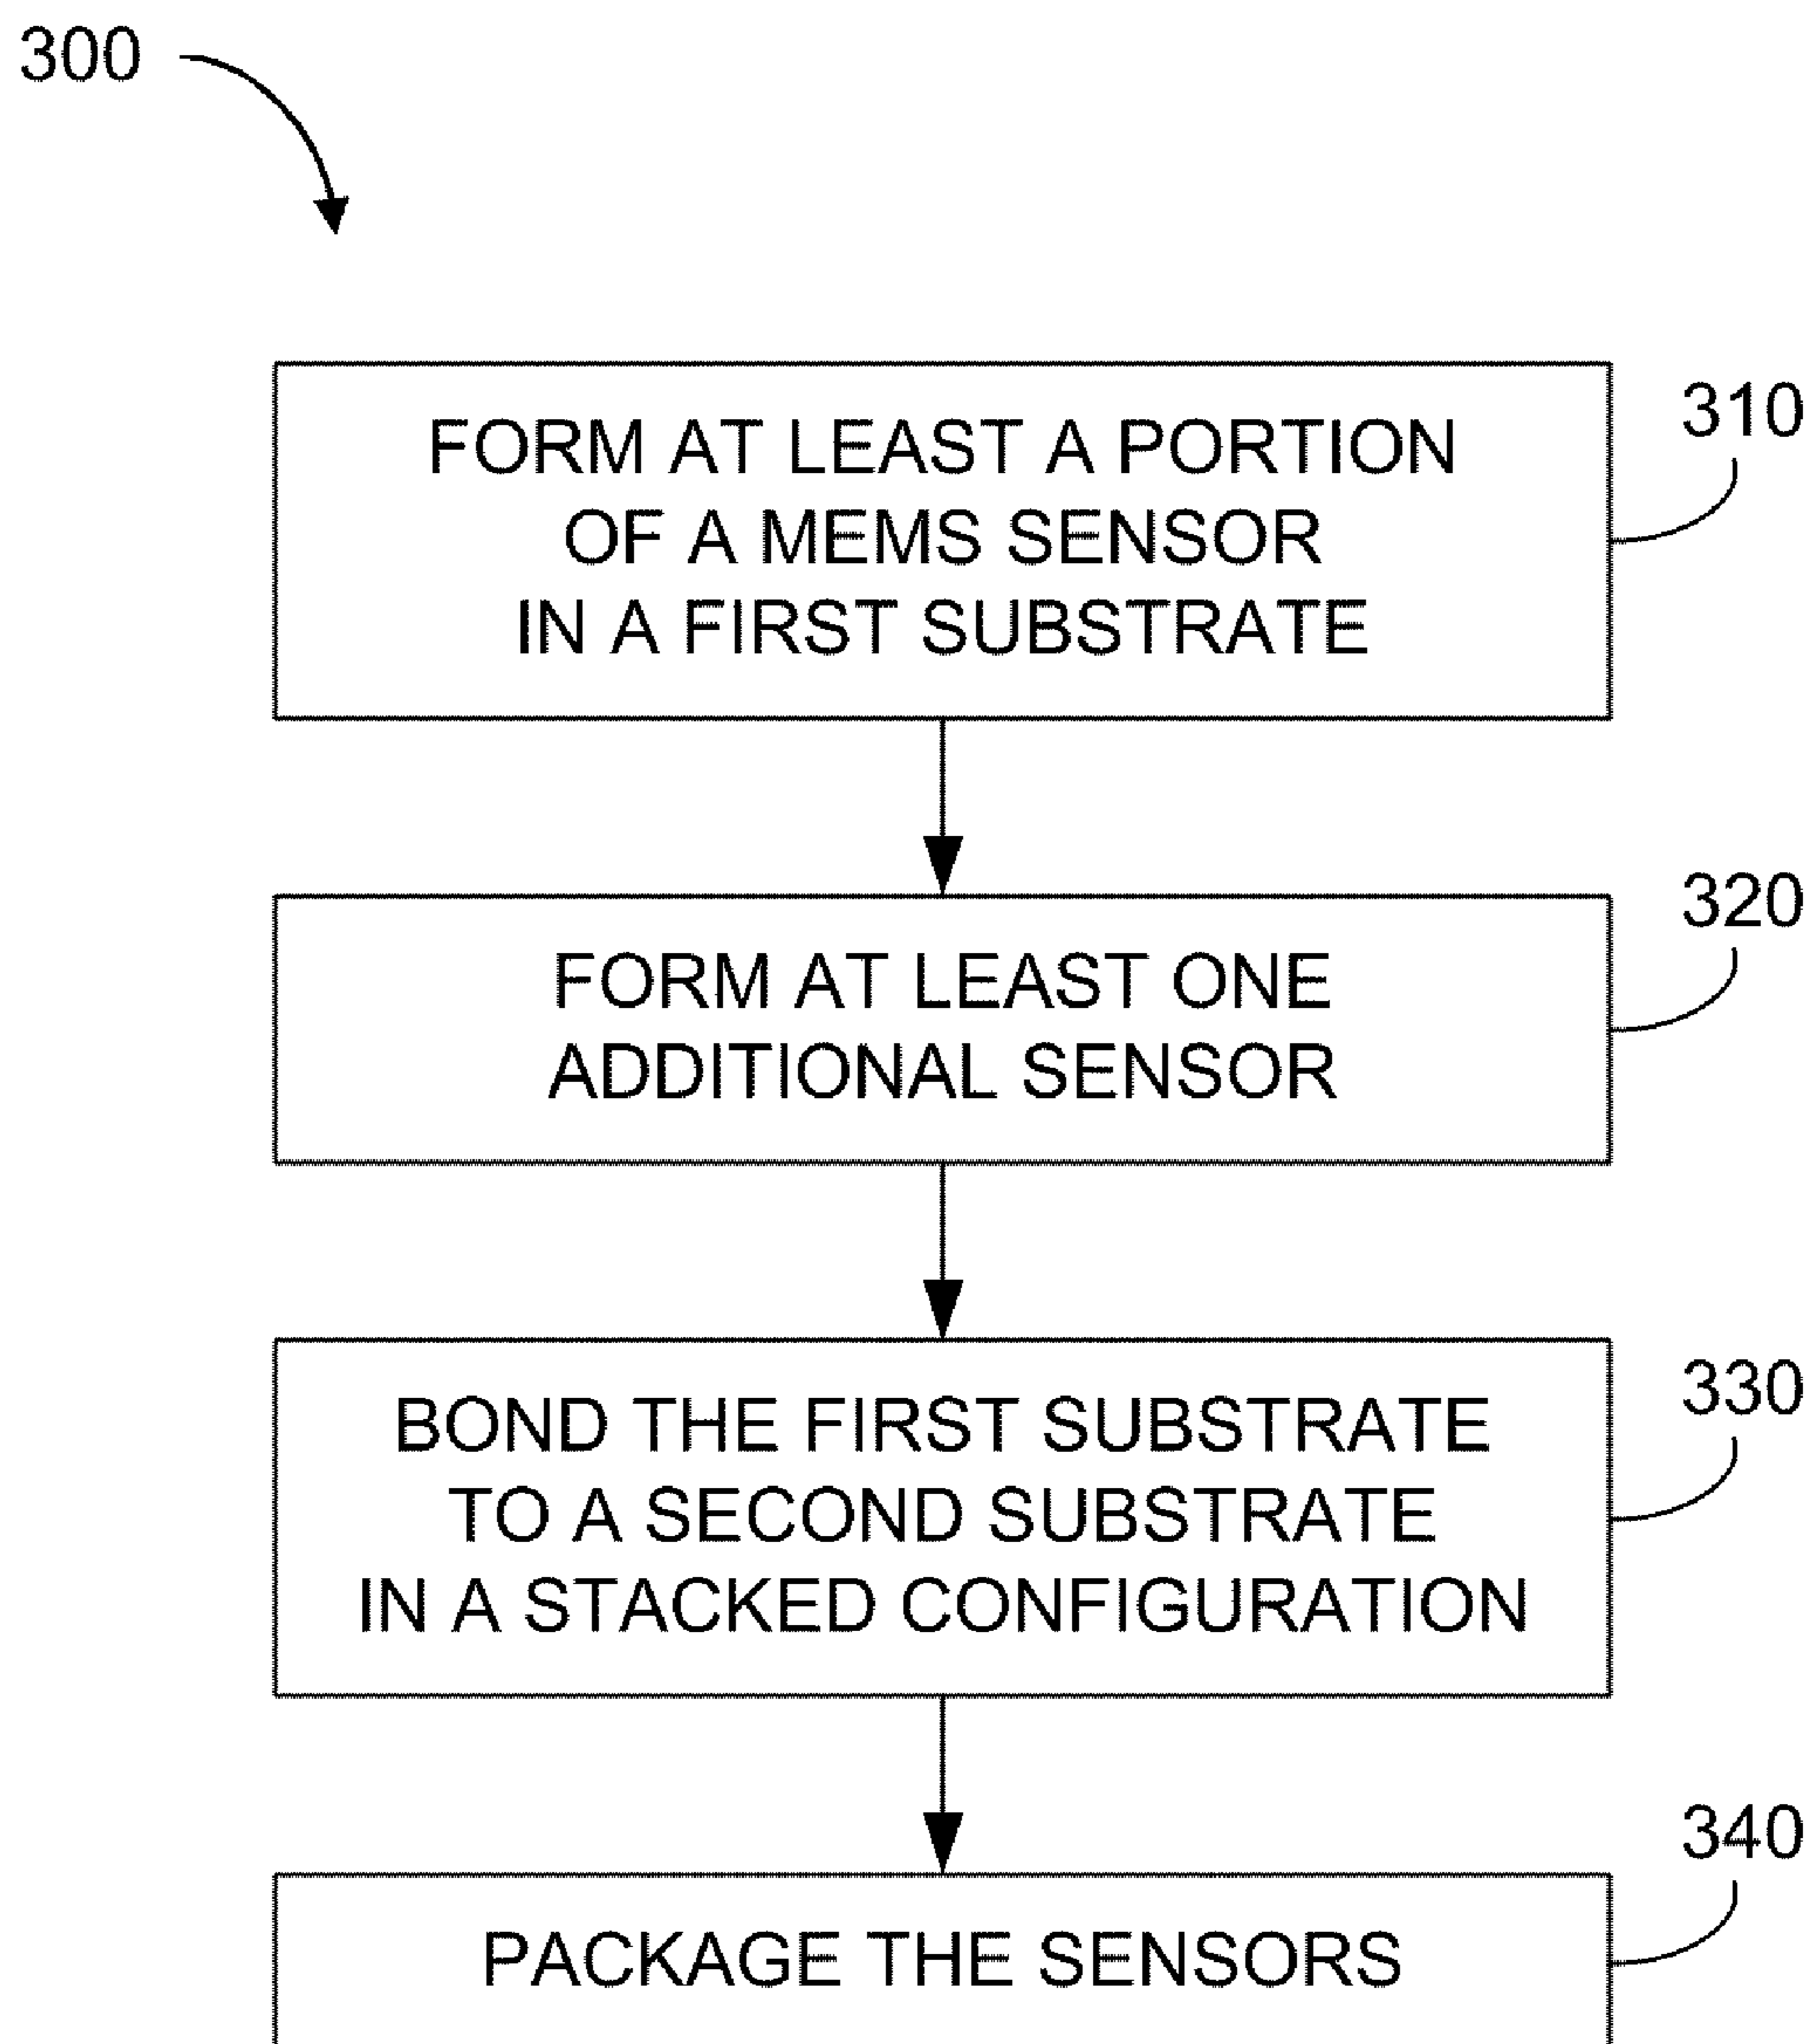 300
FORM AT LEAST A PORTION
OF A MEMS SENSOR
IN A FIRST SUBSTRATE
310
FORM AT LEAST ONE
ADDITIONAL SENSOR
320
BOND THE FIRST SUBSTRATE
TO A SECOND SUBSTRATE
IN A STACKED CONFIGURATION
330
PACKAGE THE SENSORS
340